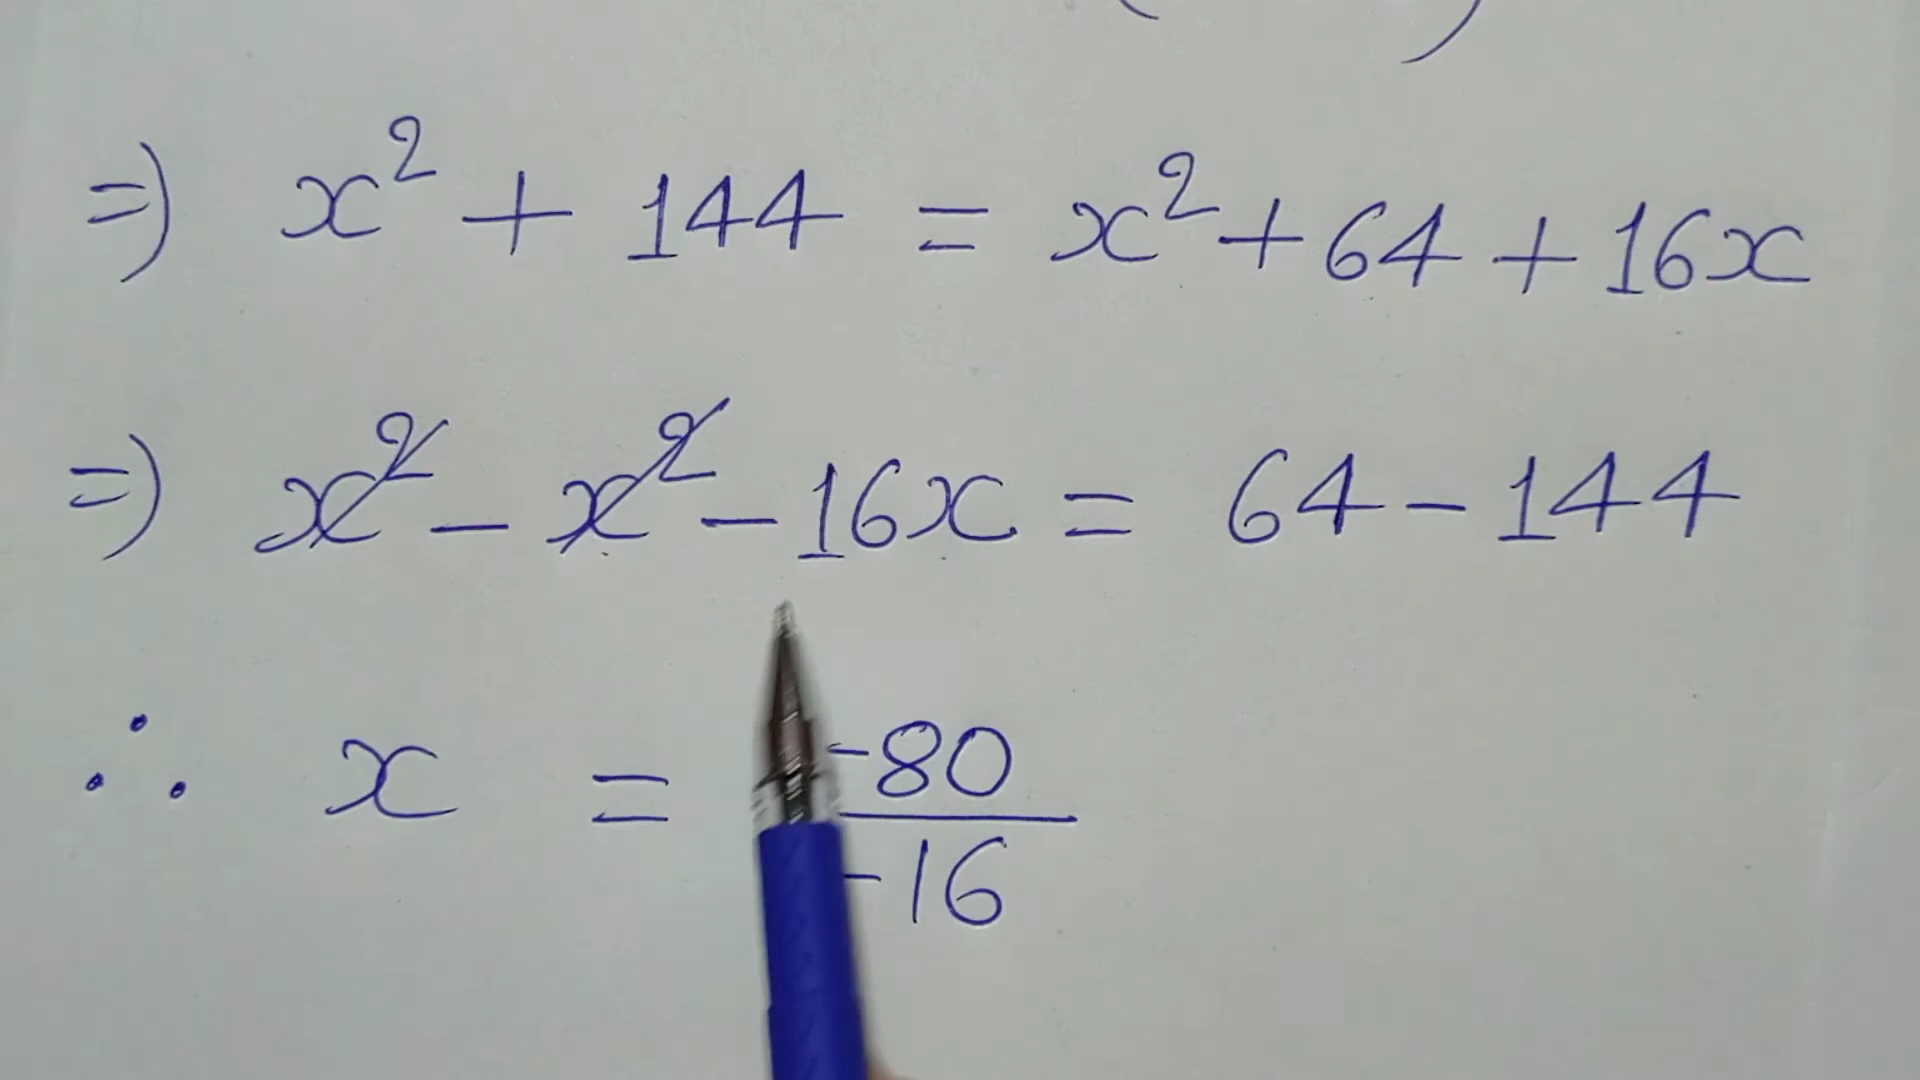 =) x² + 144 = x² + 64 + 16x
=) x² - x² - 16x = 64 - 144
∴ x = -80/-16